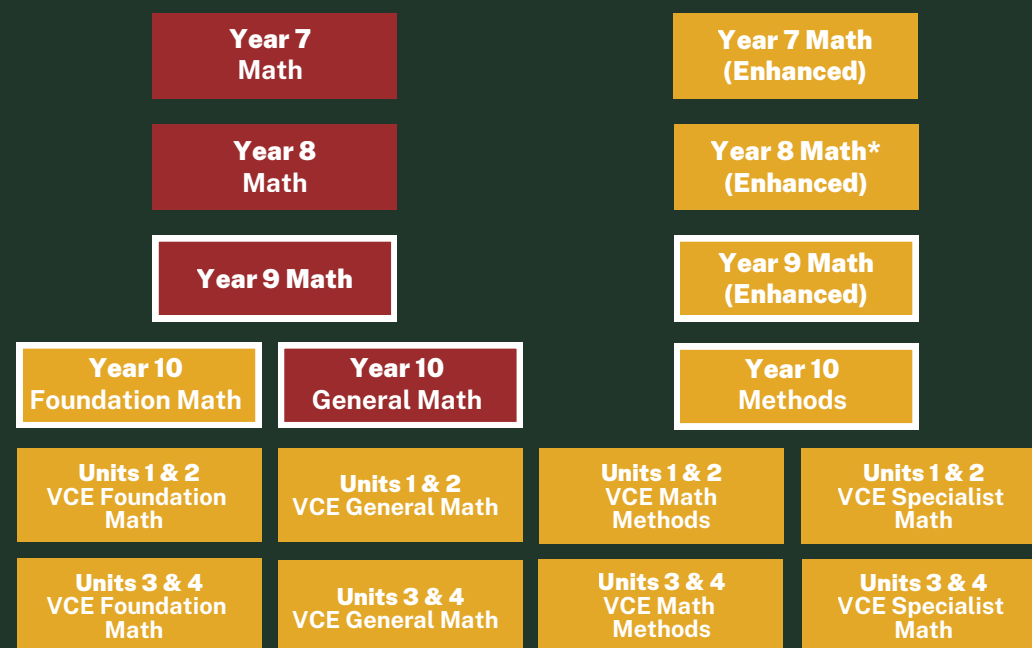 Year 7
Math
Year 7 Math
(Enhanced)
Year 8
Math
Year 8 Math*
(Enhanced)
Year 9 Math
Year 9 Math
(Enhanced)
Year 10
Foundation Math
Year 10
General Math
Year 10
Methods
Units 1 & 2
VCE Foundation
Math
Units 1 & 2
VCE General Math
Units 1 & 2
VCE Math
Methods
Units 1 & 2
VCE Specialist
Math
Units 3 & 4
VCE Foundation
Math
Units 3 & 4
VCE General Math
Units 3 & 4
VCE Math
Methods
Units 3 & 4
VCE Specialist
Math